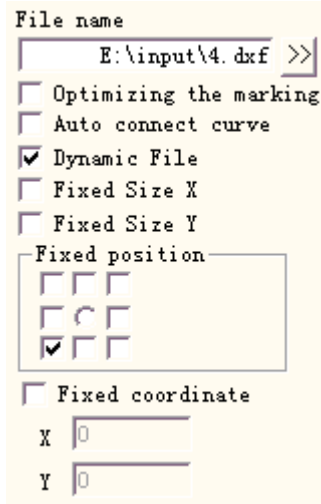 File name
E:\input\4.dxf >>
Optimizing the marking
Auto connect curve
Dynamic File
Fixed Size X
Fixed Size Y
Fixed position
Fixed coordinate
X 0
Y 0